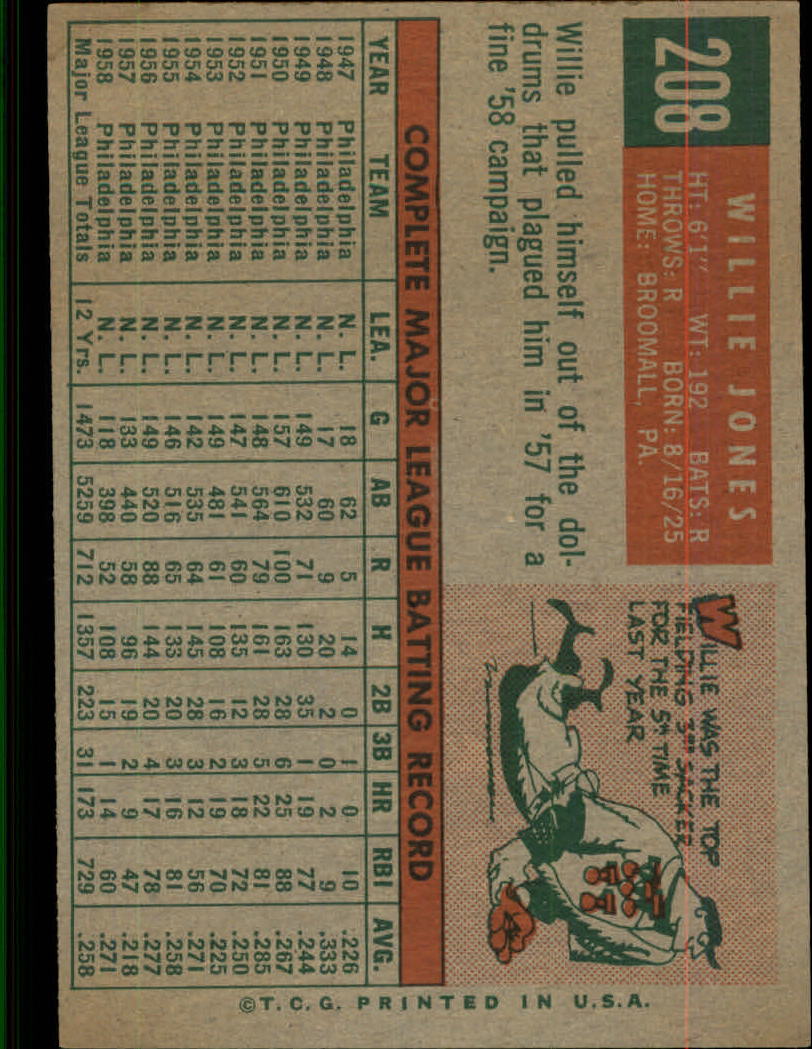 208
WILLIE JONES
HT: 6'1" WT: 192 BATS: R
THROWS: R BORN: 8/16/25
HOME: BROOMALL, PA.
Willie pulled himself out of the dol-
drums that plagued him in '57 for a
fine '58 campaign.
WILLIE WAS THE TOP
FIELDING 3RD SACKER
FOR THE 5TH TIME
LAST YEAR
COMPLETE MAJOR LEAGUE BATTING RECORD
YEAR TEAM LEA. G AB R H 2B 3B HR RBI AVG.
1947 Philadelphia N. L. 18 62 5 14 0 1 0 10 .226
1948 Philadelphia N. L. 17 60 9 20 2 0 2 9 .333
1949 Philadelphia N. L. 149 532 71 130 35 1 19 77 .244
1950 Philadelphia N. L. 157 610 100 163 28 6 25 88 .267
1951 Philadelphia N. L. 148 564 79 161 28 5 22 81 .285
1952 Philadelphia N. L. 147 541 60 135 12 3 18 72 .250
1953 Philadelphia N. L. 149 481 61 108 16 2 19 70 .225
1954 Philadelphia N. L. 142 535 64 145 28 3 12 56 .271
1955 Philadelphia N. L. 146 516 65 133 20 3 16 81 .258
1956 Philadelphia N. L. 149 520 88 144 20 4 17 78 .277
1957 Philadelphia N. L. 133 440 58 96 19 2 9 47 .218
1958 Philadelphia N. L. 118 398 52 108 15 1 14 60 .271
Major League Totals 12 Yrs. 1473 5259 712 1357 223 31 173 729 .258
©T. C. G. PRINTED IN U.S.A.